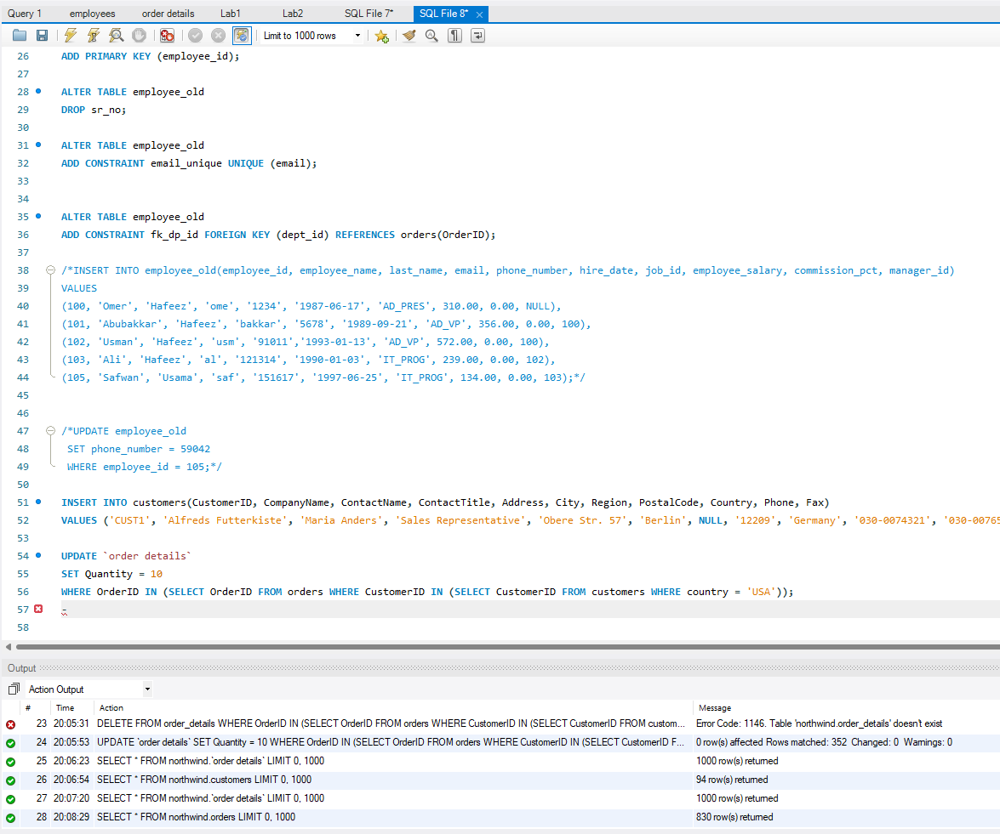 Query 1 employees order details Lab1 Lab2 SQL File 7* SQL File 8*
Limit to 1000 rows
26 ADD PRIMARY KEY (employee_id);
27
28 ALTER TABLE employee_old
29 DROP sr_no;
30
31 ALTER TABLE employee_old
32 ADD CONSTRAINT email_unique UNIQUE (email);
33
34
35 ALTER TABLE employee_old
36 ADD CONSTRAINT fk_dp_id FOREIGN KEY (dept_id) REFERENCES orders(OrderID);
37
38 /*INSERT INTO employee_old(employee_id, employee_name, last_name, email, phone_number, hire_date, job_id, employee_salary, commission_pct, manager_id)
39 VALUES
40 (100, 'Omer', 'Hafeez', 'ome', '1234', '1987-06-17', 'AD_PRES', 310.00, 0.00, NULL),
41 (101, 'Abubakkar', 'Hafeez', 'bakkar', '5678', '1989-09-21', 'AD_VP', 356.00, 0.00, 100),
42 (102, 'Usman', 'Hafeez', 'usm', '91011','1993-01-13', 'AD_VP', 572.00, 0.00, 100),
43 (103, 'Ali', 'Hafeez', 'al', '121314', '1990-01-03', 'IT_PROG', 239.00, 0.00, 102),
44 (105, 'Safwan', 'Usama', 'saf', '151617', '1997-06-25', 'IT_PROG', 134.00, 0.00, 103);*/
45
46
47 /*UPDATE employee_old
48 SET phone_number = 59042
49 WHERE employee_id = 105;*/
50
51 INSERT INTO customers(CustomerID, CompanyName, ContactName, ContactTitle, Address, City, Region, PostalCode, Country, Phone, Fax)
52 VALUES ('CUST1', 'Alfreds Futterkiste', 'Maria Anders', 'Sales Representative', 'Obere Str. 57', 'Berlin', NULL, '12209', 'Germany', '030-0074321', '030-00765
53
54 UPDATE `order details`
55 SET Quantity = 10
56 WHERE OrderID IN (SELECT OrderID FROM orders WHERE CustomerID IN (SELECT CustomerID FROM customers WHERE country = 'USA'));
57 -
58
Output
Action Output
# Time Action Message
23 20:05:31 DELETE FROM order_details WHERE OrderID IN (SELECT OrderID FROM orders WHERE CustomerID IN (SELECT CustomerID FROM custom... Error Code: 1146. Table 'northwind.order_details' doesn't exist
24 20:05:53 UPDATE `order details` SET Quantity = 10 WHERE OrderID IN (SELECT OrderID FROM orders WHERE CustomerID IN (SELECT CustomerID F... 0 row(s) affected Rows matched: 352 Changed: 0 Warnings: 0
25 20:06:23 SELECT * FROM northwind.`order details` LIMIT 0, 1000 1000 row(s) returned
26 20:06:54 SELECT * FROM northwind.customers LIMIT 0, 1000 94 row(s) returned
27 20:07:20 SELECT * FROM northwind.`order details` LIMIT 0, 1000 1000 row(s) returned
28 20:08:29 SELECT * FROM northwind.orders LIMIT 0, 1000 830 row(s) returned